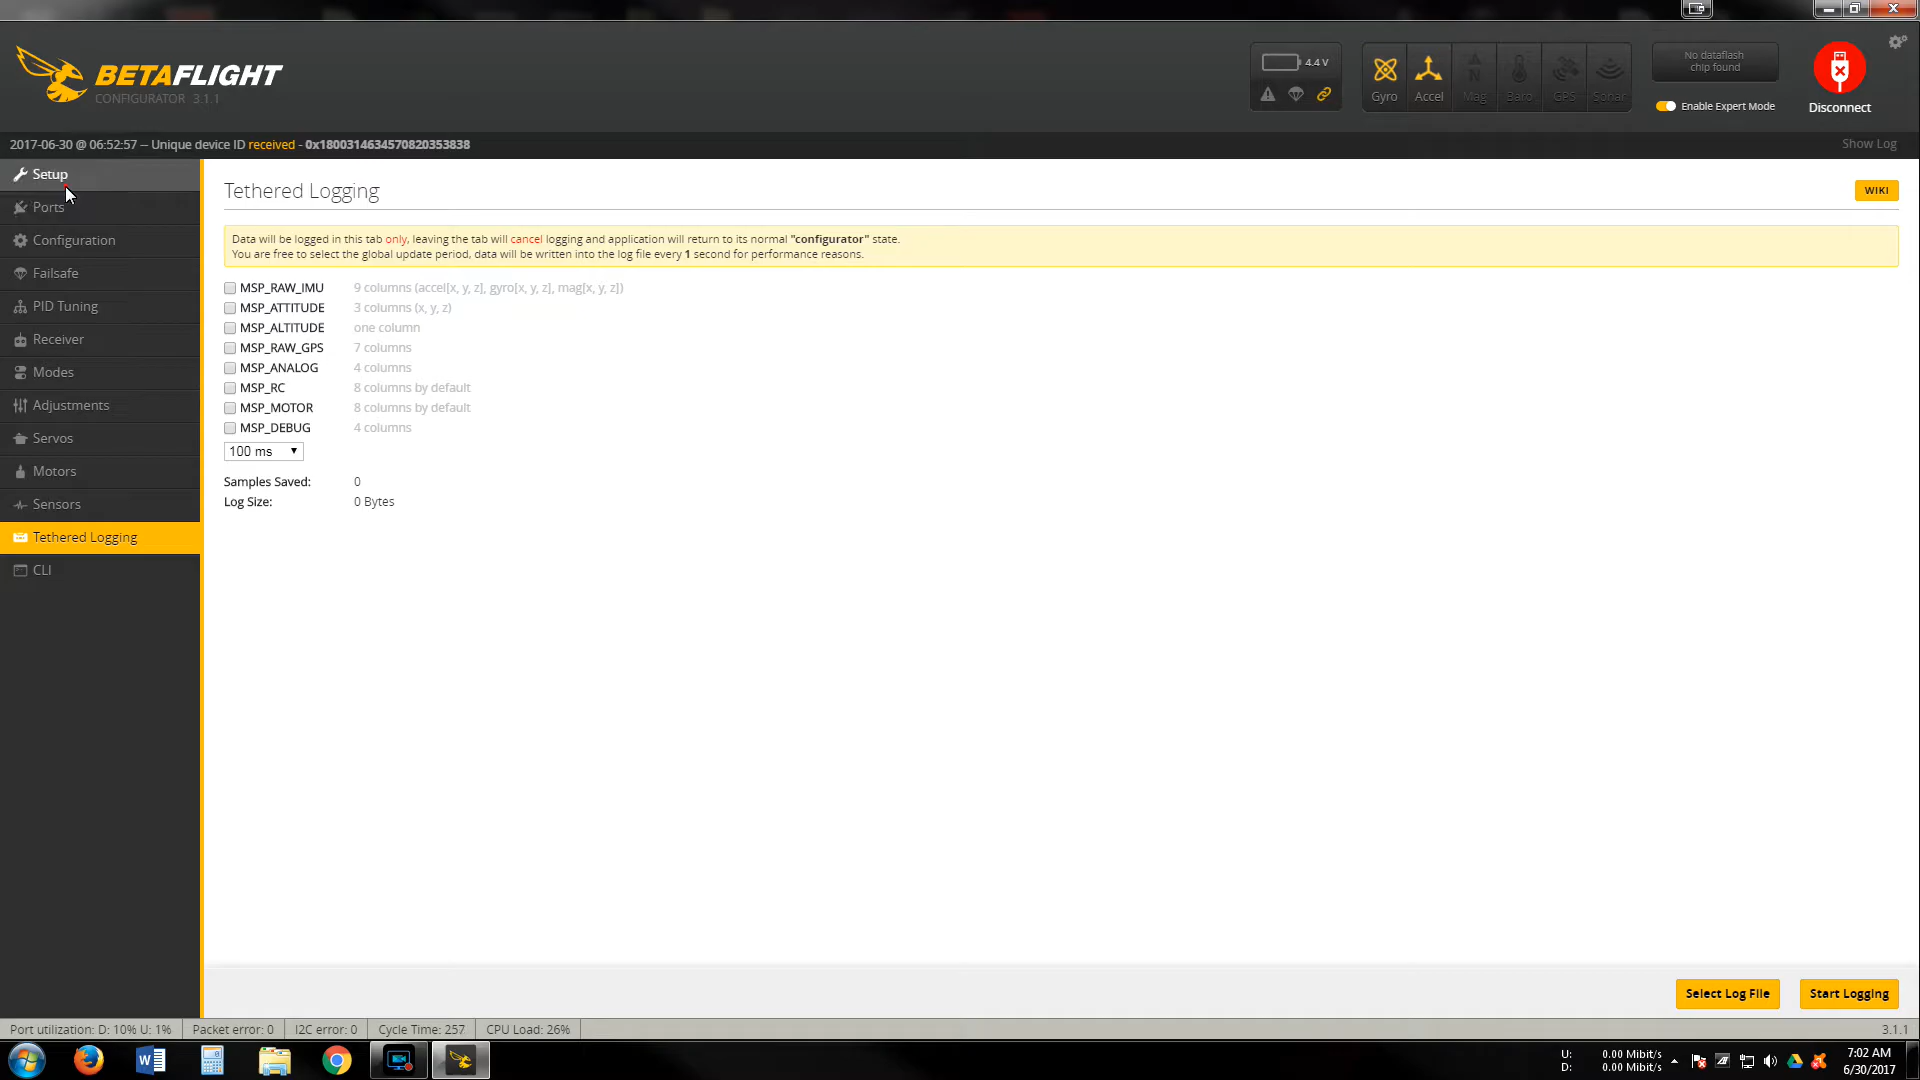 BETAFLIGHT
CONFIGURATOR 3.1.1
4.4 V
Gyro
Accel
Mag
Baro
GPS
Sonar
No dataflash
chip found
Enable Expert Mode
Disconnect
2017-06-30 @ 06:52:57 -- Unique device ID received - 0x1800314634570820353838
Show Log
Setup
Ports
Configuration
Failsafe
PID Tuning
Receiver
Modes
Adjustments
Servos
Motors
Sensors
Tethered Logging
CLI
Tethered Logging
WIKI
Data will be logged in this tab only, leaving the tab will cancel logging and application will return to its normal "configurator" state.
You are free to select the global update period, data will be written into the log file every 1 second for performance reasons.
MSP_RAW_IMU 9 columns (accel[x, y, z], gyro[x, y, z], mag[x, y, z])
MSP_ATTITUDE 3 columns (x, y, z)
MSP_ALTITUDE one column
MSP_RAW_GPS 7 columns
MSP_ANALOG 4 columns
MSP_RC 8 columns by default
MSP_MOTOR 8 columns by default
MSP_DEBUG 4 columns
100 ms
Samples Saved: 0
Log Size: 0 Bytes
Select Log File
Start Logging
Port utilization: D: 10% U: 1%
Packet error: 0
I2C error: 0
Cycle Time: 257
CPU Load: 26%
3.1.1
U: 0.00 Mibit/s
D: 0.00 Mibit/s
7:02 AM
6/30/2017